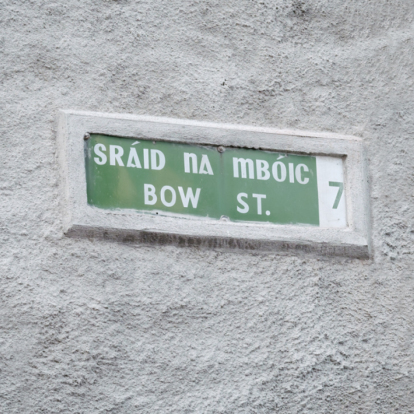 SRÁID NA MBÓIC
BOW ST. 7